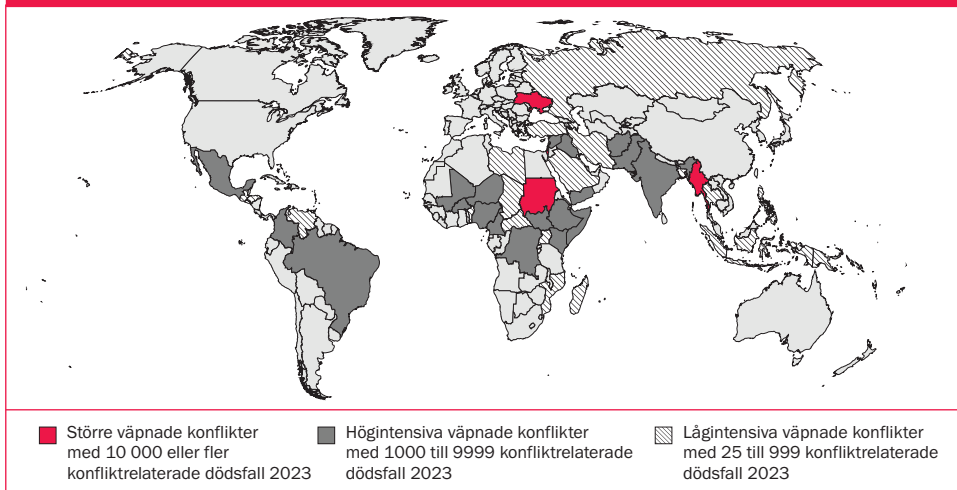 Större väpnade konflikter
med 10 000 eller fler
konfliktrelaterade dödsfall 2023
Högintensiva väpnade konflikter
med 1000 till 9999 konfliktrelaterade
dödsfall 2023
Lågintensiva väpnade konflikter
med 25 till 999 konfliktrelaterade
dödsfall 2023